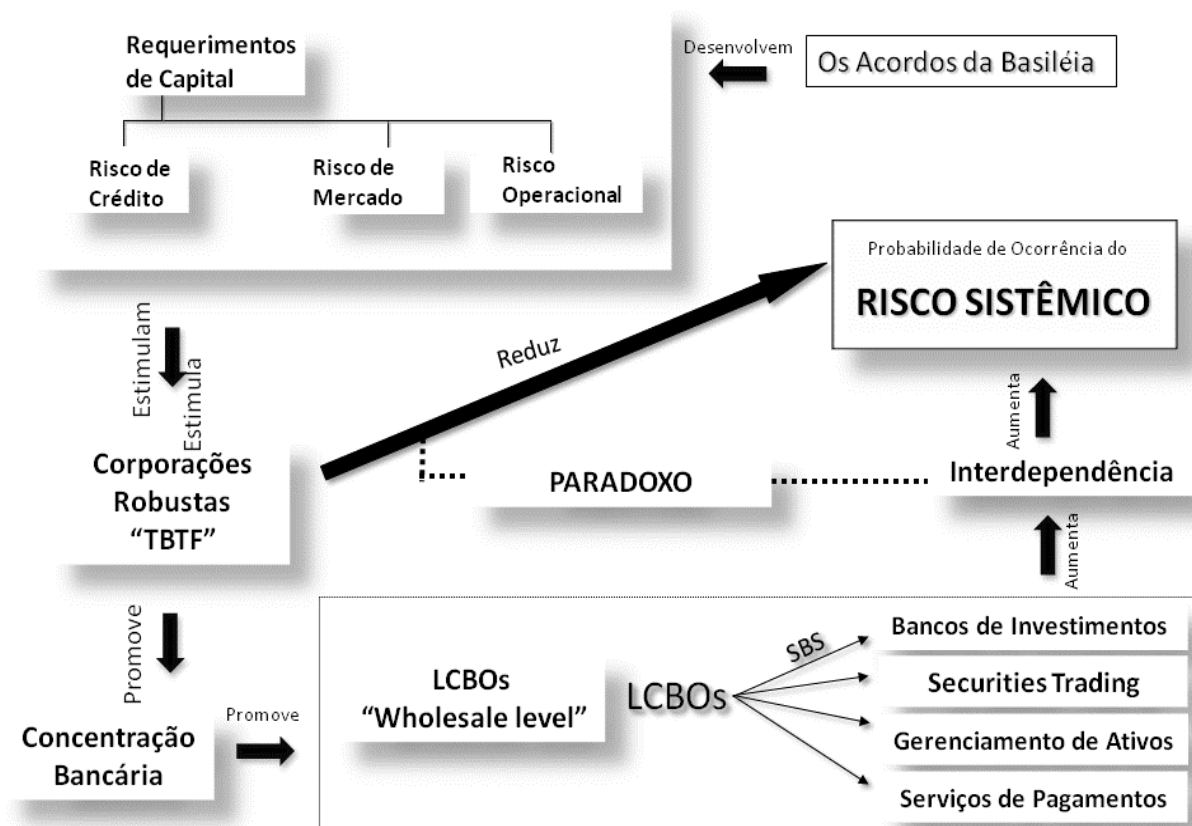 Requerimentos
de Capital
Desenvolvem
Os Acordos da Basiléia
Risco de
Crédito
Risco de
Mercado
Risco
Operacional
Probabilidade de Ocorrência do
RISCO SISTÊMICO
Estimulam
Estimula
Reduz
Aumenta
Corporações
Robustas
“TBTF”
PARADOXO
Interdependência
Aumenta
Promove
Concentração
Bancária
Promove
LCBOs
“Wholesale level”
LCBOs
SBS
Bancos de Investimentos
Securities Trading
Gerenciamento de Ativos
Serviços de Pagamentos